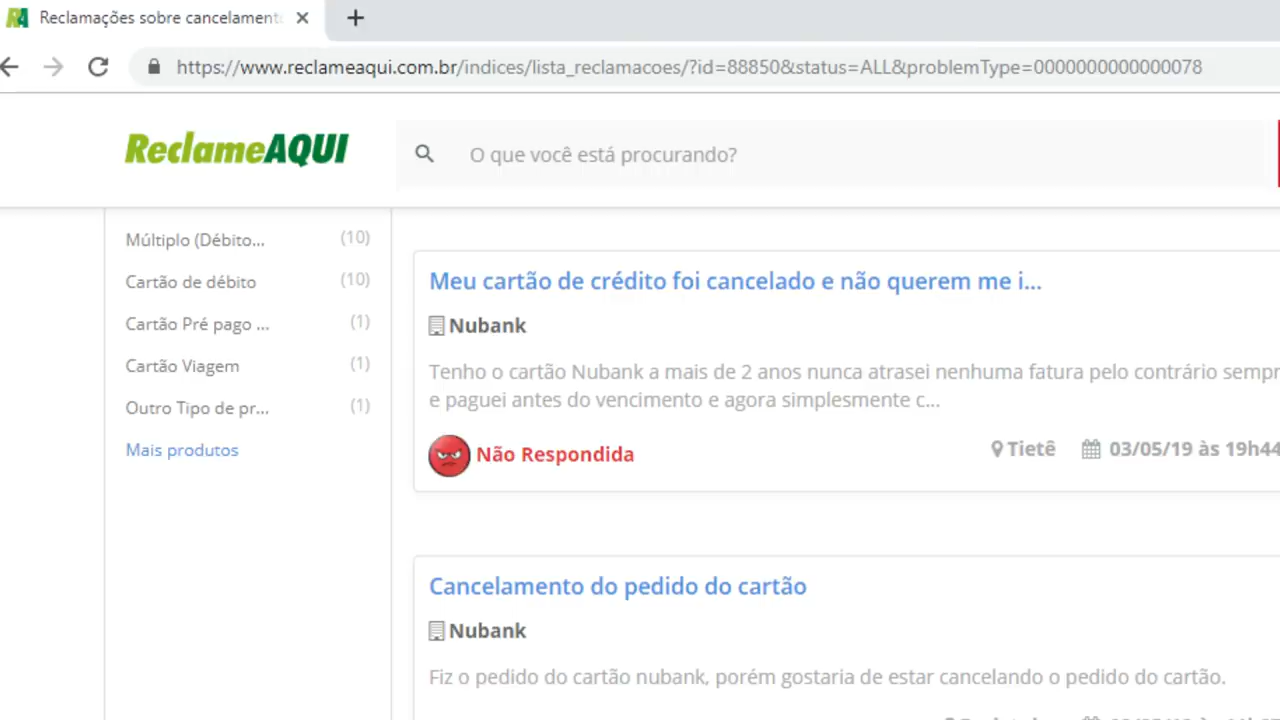 Reclamações sobre cancelament
https://www.reclameaqui.com.br/indices/lista_reclamacoes/?id=88850&status=ALL&problemType=0000000000000078
ReclameAQUI
O que você está procurando?
Múltiplo (Débito... (10)
Cartão de débito (10)
Cartão Pré pago ... (1)
Cartão Viagem (1)
Outro Tipo de pr... (1)
Mais produtos
Meu cartão de crédito foi cancelado e não querem me i...
Nubank
Tenho o cartão Nubank a mais de 2 anos nunca atrasei nenhuma fatura pelo contrário sempr
e paguei antes do vencimento e agora simplesmente c...
Não Respondida
Tietê 03/05/19 às 19h44
Cancelamento do pedido do cartão
Nubank
Fiz o pedido do cartão nubank, porém gostaria de estar cancelando o pedido do cartão.